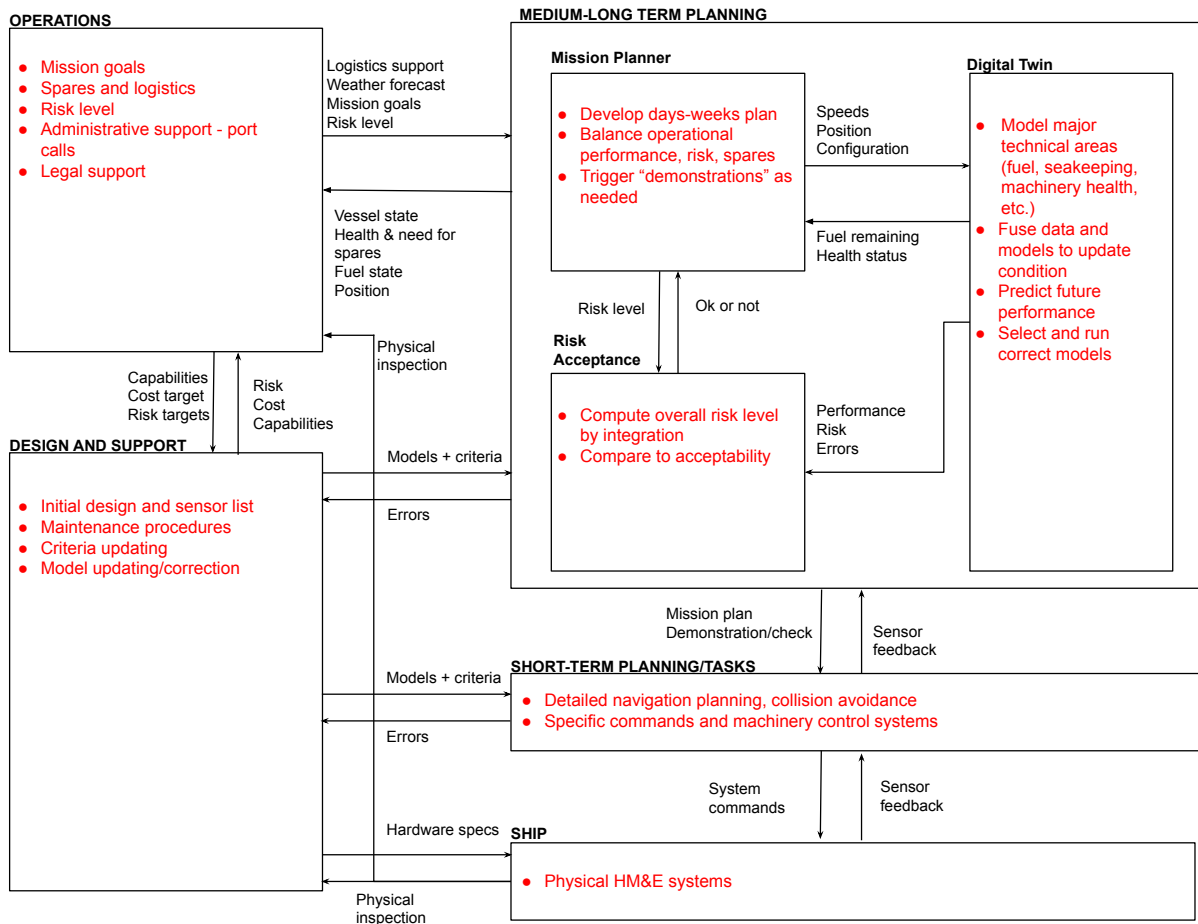 OPERATIONS
● Mission goals
● Spares and logistics
● Risk level
● Administrative support - port
calls
● Legal support
Logistics support
Weather forecast
Mission goals
Risk level
Vessel state
Health & need for
spares
Fuel state
Position
MEDIUM-LONG TERM PLANNING
Mission Planner
● Develop days-weeks plan
● Balance operational
performance, risk, spares
● Trigger “demonstrations” as
needed
Speeds
Position
Configuration
Fuel remaining
Health status
Digital Twin
● Model major
technical areas
(fuel, seakeeping,
machinery health,
etc.)
● Fuse data and
models to update
condition
● Predict future
performance
● Select and run
correct models
Risk level
Ok or not
Risk
Acceptance
● Compute overall risk level
by integration
● Compare to acceptability
Performance
Risk
Errors
Physical
inspection
Capabilities
Cost target
Risk targets
Risk
Cost
Capabilities
DESIGN AND SUPPORT
● Initial design and sensor list
● Maintenance procedures
● Criteria updating
● Model updating/correction
Models + criteria
Errors
Mission plan
Demonstration/check
Sensor
feedback
SHORT-TERM PLANNING/TASKS
● Detailed navigation planning, collision avoidance
● Specific commands and machinery control systems
Models + criteria
Errors
System
commands
Sensor
feedback
Hardware specs
SHIP
● Physical HM&E systems
Physical
inspection